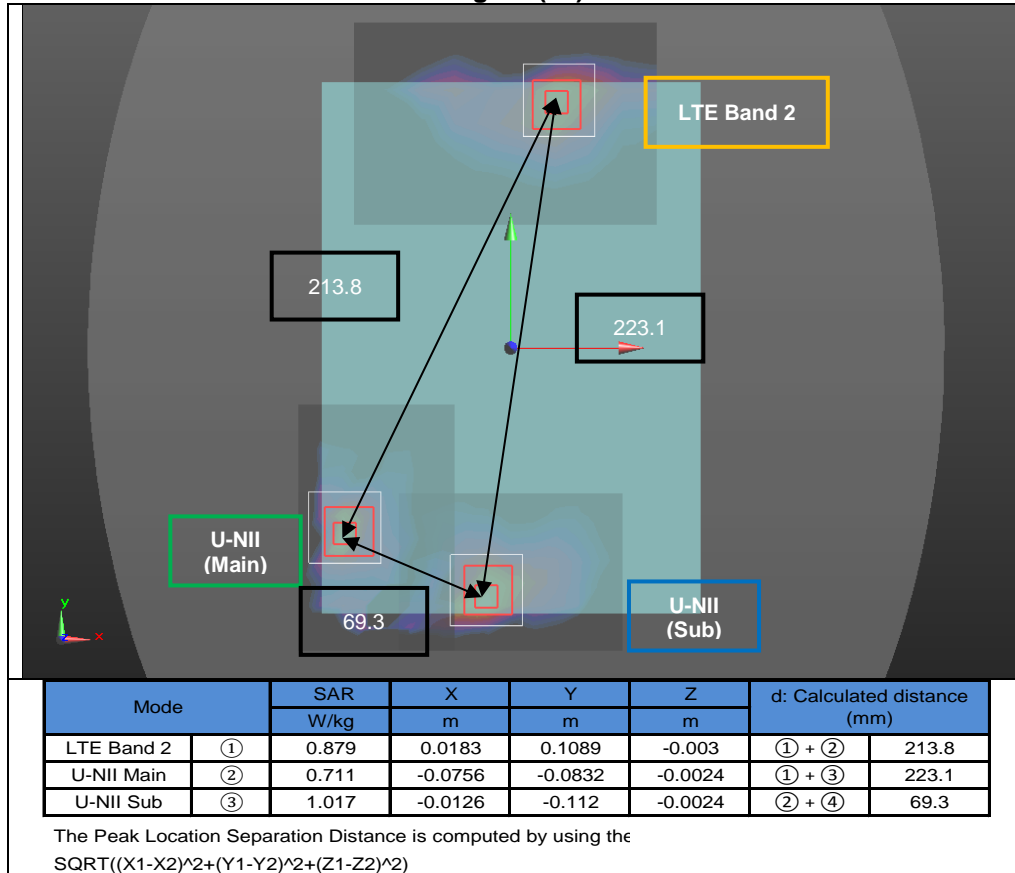 LTE Band 2
213.8
223.1
U-NII
(Main)
69.3
U-NII
(Sub)
y
z
x
Mode SAR X Y Z d: Calculated distance
(mm)
W/kg m m m
LTE Band 2 ① 0.879 0.0183 0.1089 -0.003 ① + ② 213.8
U-NII Main ② 0.711 -0.0756 -0.0832 -0.0024 ① + ③ 223.1
U-NII Sub ③ 1.017 -0.0126 -0.112 -0.0024 ② + ④ 69.3
The Peak Location Separation Distance is computed by using the
SQRT((X1-X2)^2+(Y1-Y2)^2+(Z1-Z2)^2)